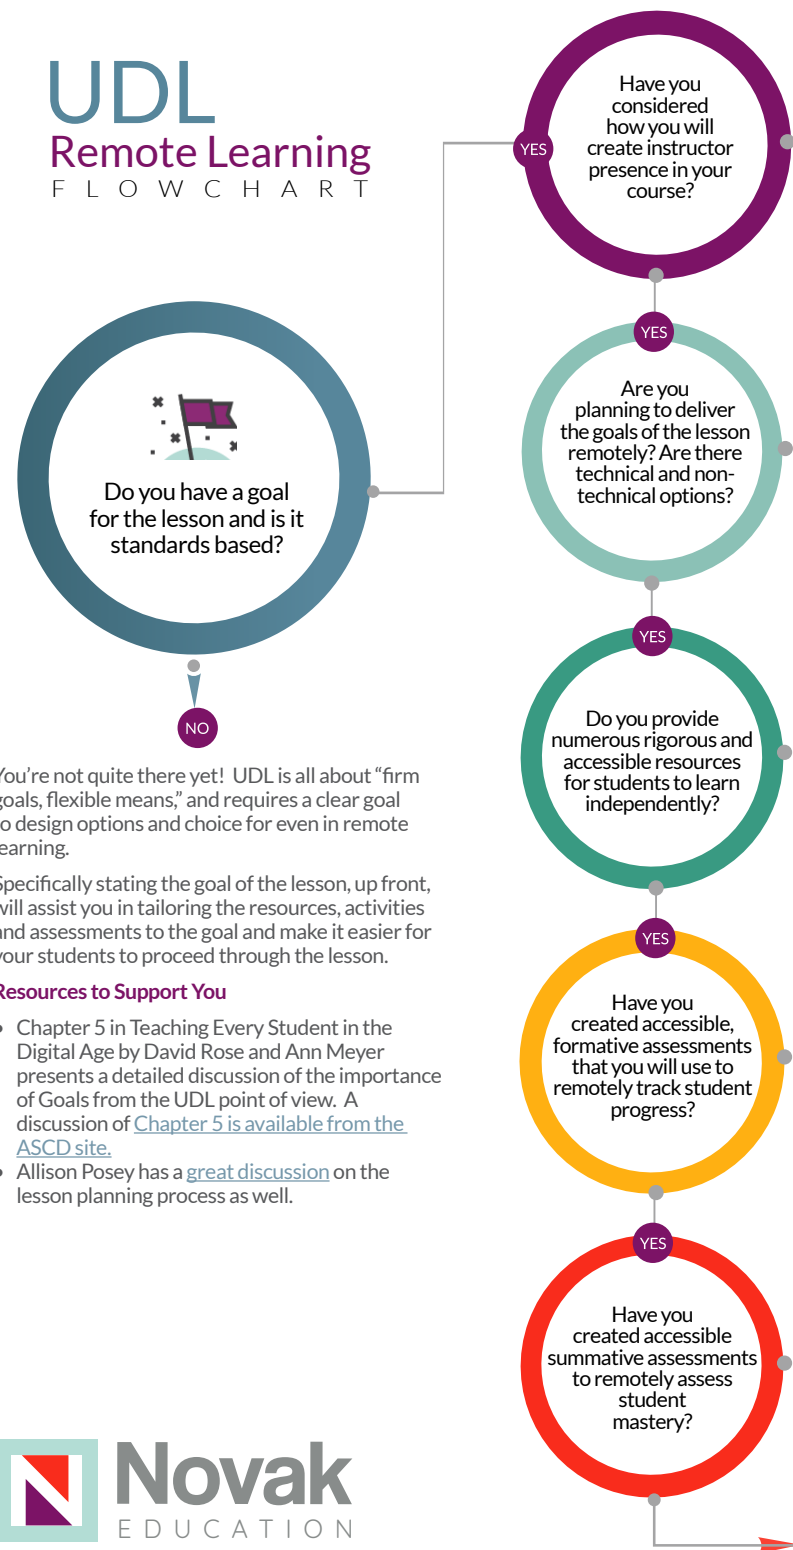 UDL
Remote Learning
FLOWCHART
Do you have a goal
for the lesson and is it
standards based?
NO
You’re not quite there yet!  UDL is all about “firm
goals, flexible means,” and requires a clear goal
to design options and choice for even in remote
learning.
Specifically stating the goal of the lesson, up front,
will assist you in tailoring the resources, activities
and assessments to the goal and make it easier for
your students to proceed through the lesson.
Resources to Support You
• Chapter 5 in Teaching Every Student in the
Digital Age by David Rose and Ann Meyer
presents a detailed discussion of the importance
of Goals from the UDL point of view.  A
discussion of Chapter 5 is available from the
ASCD site.
• Allison Posey has a great discussion on the
lesson planning process as well.
YES
Have you
considered
how you will
create instructor
presence in your
course?
YES
Are you
planning to deliver
the goals of the lesson
remotely? Are there
technical and non-
technical options?
YES
Do you provide
numerous rigorous and
accessible resources
for students to learn
independently?
YES
Have you
created accessible,
formative assessments
that you will use to
remotely track student
progress?
YES
Have you
created accessible
summative assessments
to remotely assess
student
mastery?
N
Novak
EDUCATION